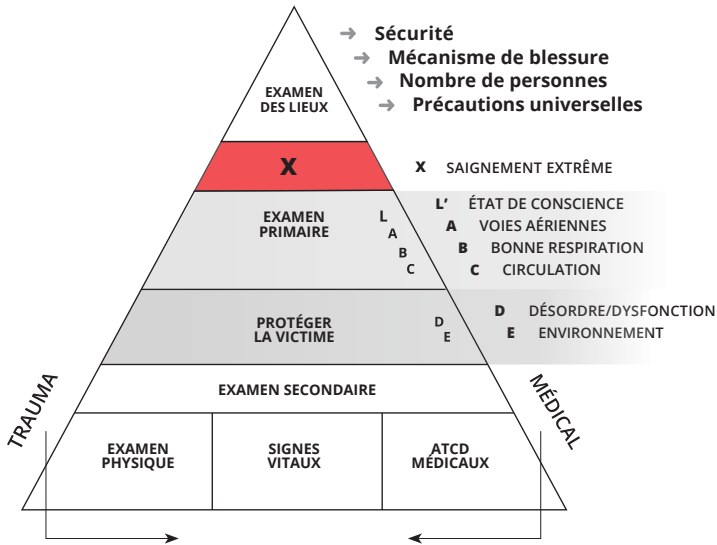 ➜ Sécurité
➜ Mécanisme de blessure
➜ Nombre de personnes
➜ Précautions universelles
EXAMEN
DES LIEUX
X
X SAIGNEMENT EXTRÊME
EXAMEN
PRIMAIRE
L
A
B
C
L’ ÉTAT DE CONSCIENCE
A VOIES AÉRIENNES
B BONNE RESPIRATION
C CIRCULATION
PROTÉGER
LA VICTIME
D
E
D DÉSORDRE/DYSFONCTION
E ENVIRONNEMENT
EXAMEN SECONDAIRE
TRAUMA
MÉDICAL
EXAMEN
PHYSIQUE
SIGNES
VITAUX
ATCD
MÉDICAUX